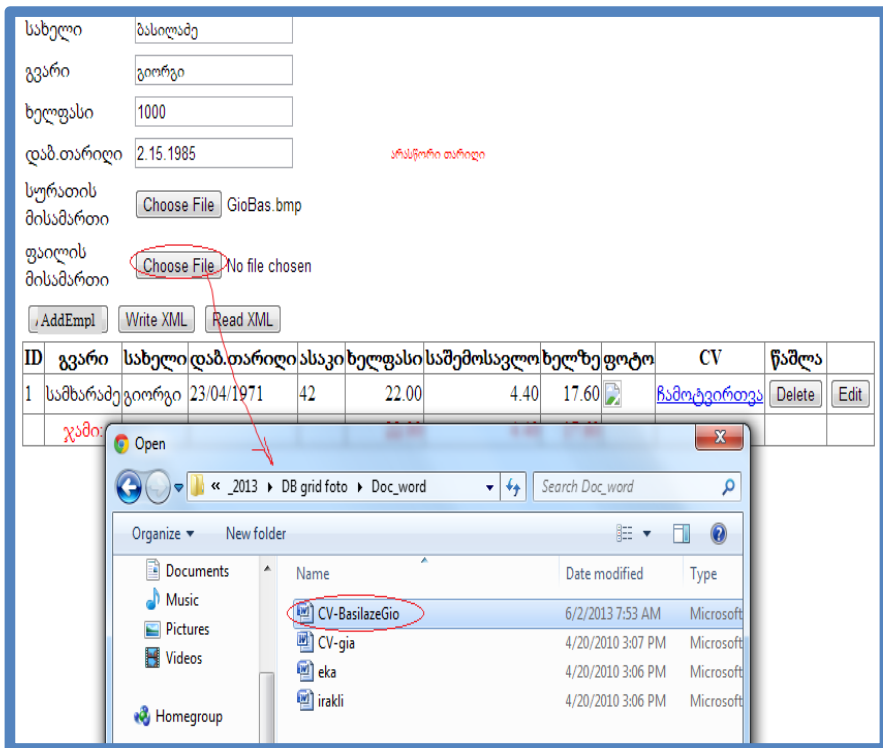 სახელი ბასილაძე
გვარი გიორგი
ხელფასი 1000
დაბ.თარიღი 2.15.1985 არასწორი თარიღი
სურათის
მისამართი
Choose File GioBas.bmp
ფაილის
მისამართი
Choose File No file chosen
AddEmpl Write XML Read XML
ID გვარი სახელი დაბ.თარიღი ასაკი ხელფასი საშემოსავლო ხელზე ფოტო CV წაშლა
1 სამხარაძე გიორგი 23/04/1971 42 22.00 4.40 17.60 ჩამოტვირთვა Delete Edit
ჯამი:
Open
« _2013 DB grid foto Doc_word Search Doc_word
Organize New folder
Documents Name Date modified Type
Music
CV-BasilazeGio 6/2/2013 7:53 AM Microsoft
Pictures
CV-gia 4/20/2010 3:07 PM Microsoft
Videos
eka 4/20/2010 3:06 PM Microsoft
irakli 4/20/2010 3:06 PM Microsoft
Homegroup